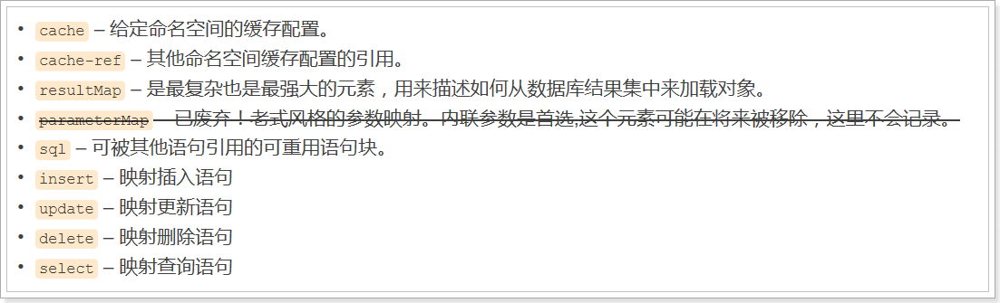 • cache – 给定命名空间的缓存配置。
• cache-ref – 其他命名空间缓存配置的引用。
• resultMap – 是最复杂也是最强大的元素，用来描述如何从数据库结果集中来加载对象。
• parameterMap – 已废弃！老式风格的参数映射。内联参数是首选,这个元素可能在将来被移除，这里不会记录。
• sql – 可被其他语句引用的可重用语句块。
• insert – 映射插入语句
• update – 映射更新语句
• delete – 映射删除语句
• select – 映射查询语句